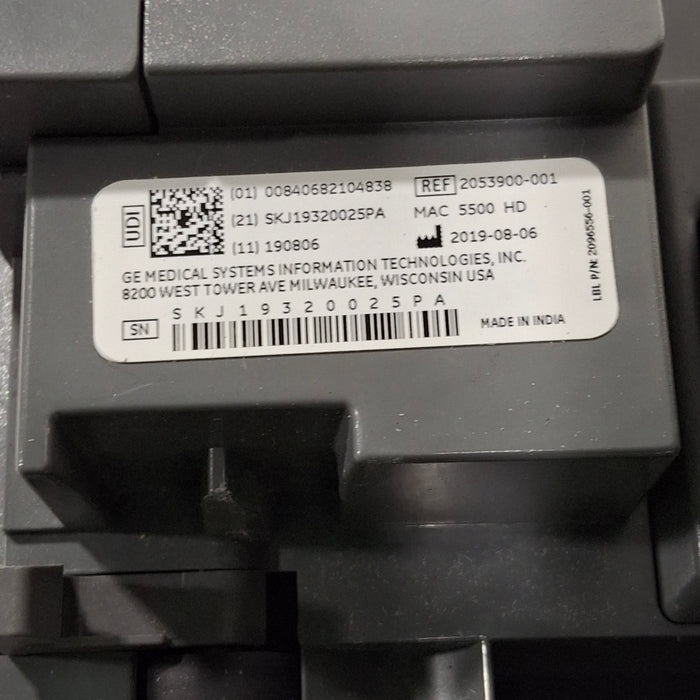 UDI
(01) 00840682104838
REF 2053900-001
(21) SKJ19320025PA
MAC 5500 HD
(11) 190806
2019-08-06
GE MEDICAL SYSTEMS INFORMATION TECHNOLOGIES, INC.
8200 WEST TOWER AVE MILWAUKEE, WISCONSIN USA
SN
SKJ19320025PA
MADE IN INDIA
LBL P/N: 2096556-001